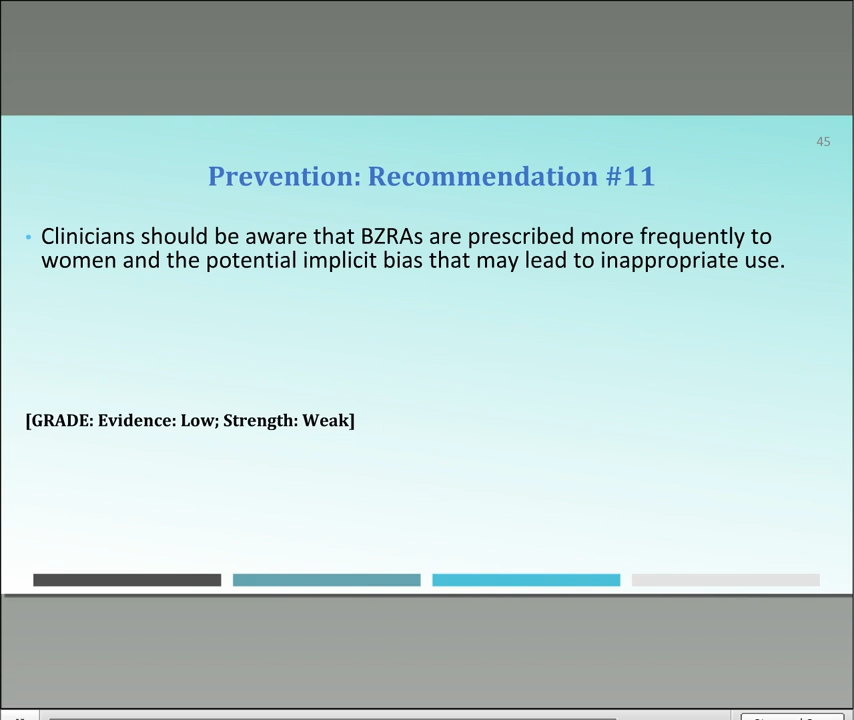 45
Prevention: Recommendation #11
• Clinicians should be aware that BZRAs are prescribed more frequently to
women and the potential implicit bias that may lead to inappropriate use.
[GRADE: Evidence: Low; Strength: Weak]